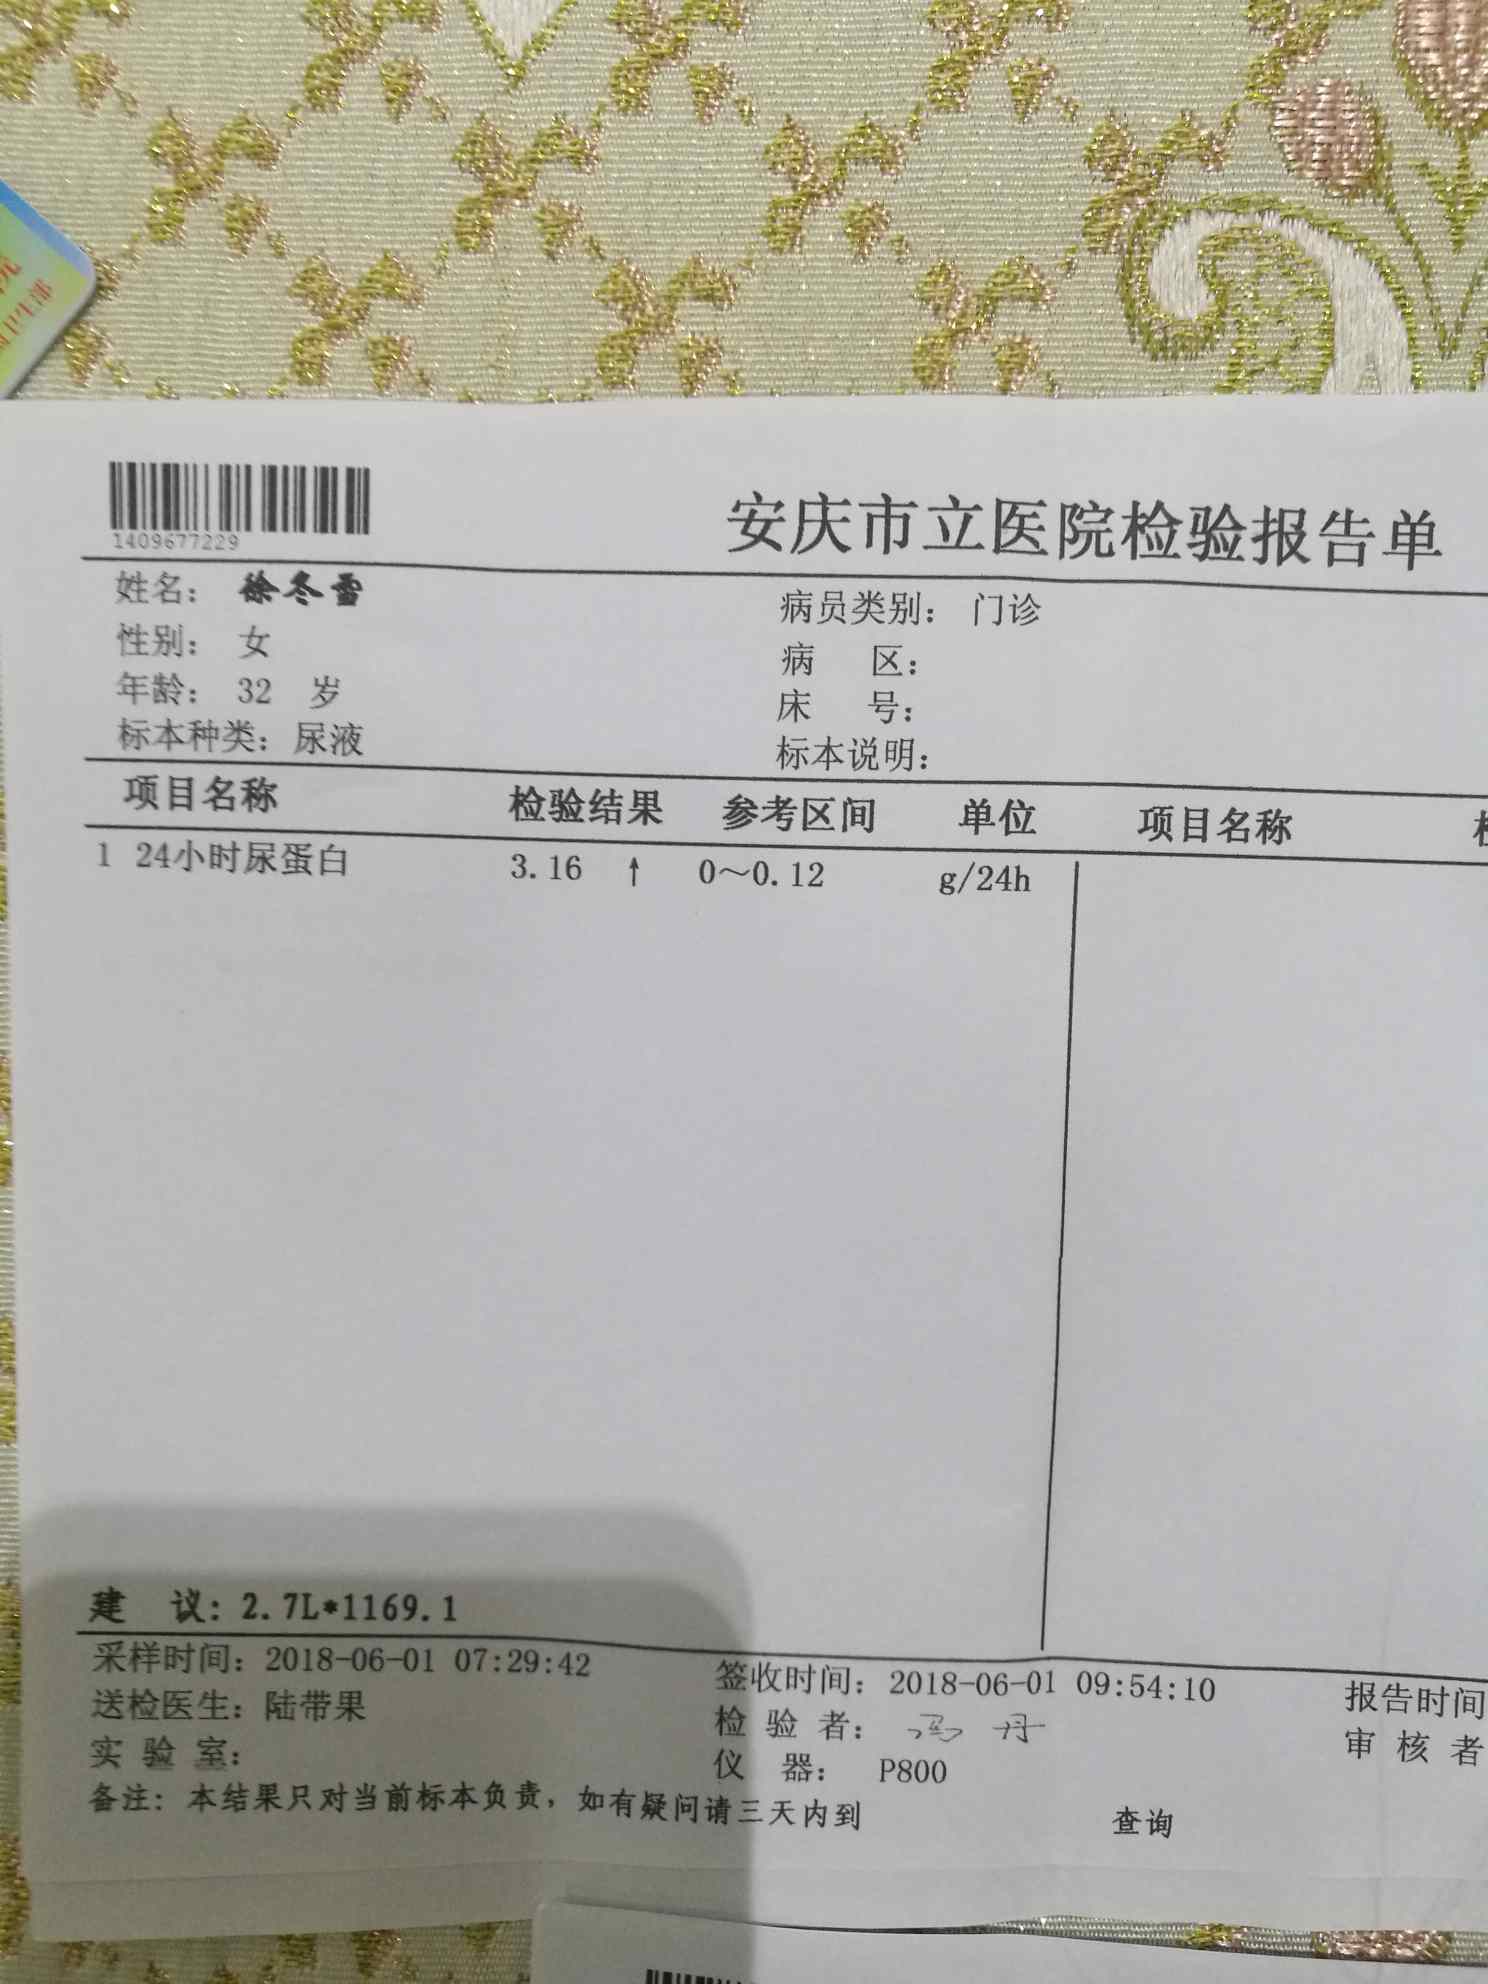 1409677229
安庆市立医院检验报告单
姓名： 徐冬雪
病员类别： 门诊
性别： 女
病 区：
年龄： 32 岁
床 号：
标本种类： 尿液
标本说明：
项目名称 检验结果 参考区间 单位 项目名称
1 24小时尿蛋白 3.16 ↑ 0～0.12 g/24h
建 议: 2.7L*1169.1
采样时间： 2018-06-01 07:29:42 签收时间： 2018-06-01 09:54:10 报告时间
送检医生： 陆带果 检 验 者： 冯丹 审 核 者
实 验 室： 仪 器： P800
备注: 本结果只对当前标本负责，如有疑问请三天内到 查询